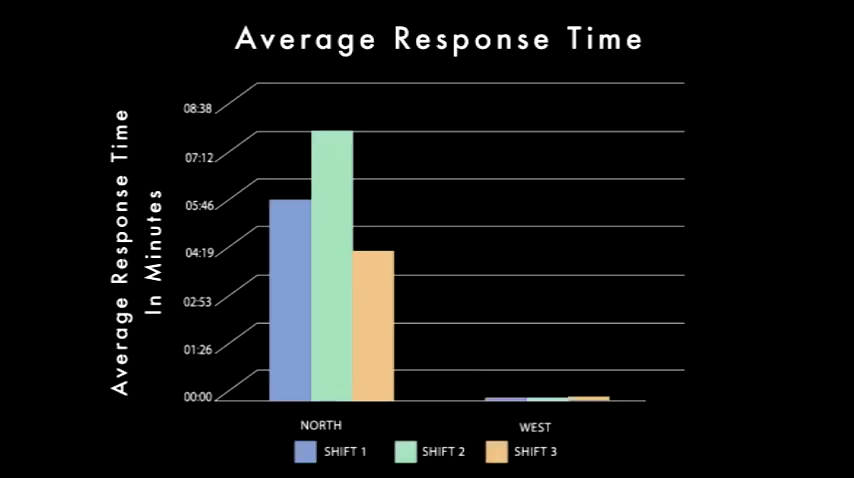 Average Response Time
Average Response Time
In Minutes
08:38
07:12
05:46
04:19
02:53
01:26
00:00
NORTH
WEST
SHIFT 1
SHIFT 2
SHIFT 3